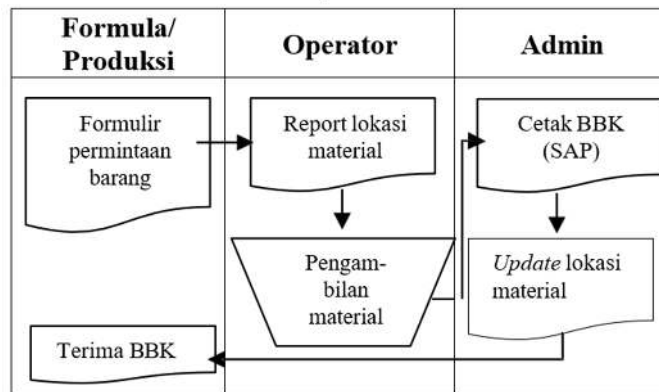 Formula/
Produksi
Operator
Admin
Formulir
permintaan
barang
Report lokasi
material
Cetak BBK
(SAP)
Pengam-
bilan
material
Update lokasi
material
Terima BBK